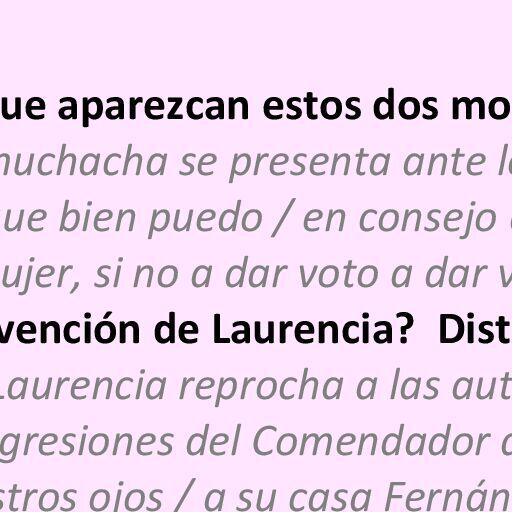 ue aparezcan estos dos mo
muchacha se presenta ante l
ue bien puedo / en consejo
ujer, si no a dar voto a dar v
vención de Laurencia?  Dist
Laurencia reprocha a las aut
gresiones del Comendador
stros ojos / a su casa Fernán